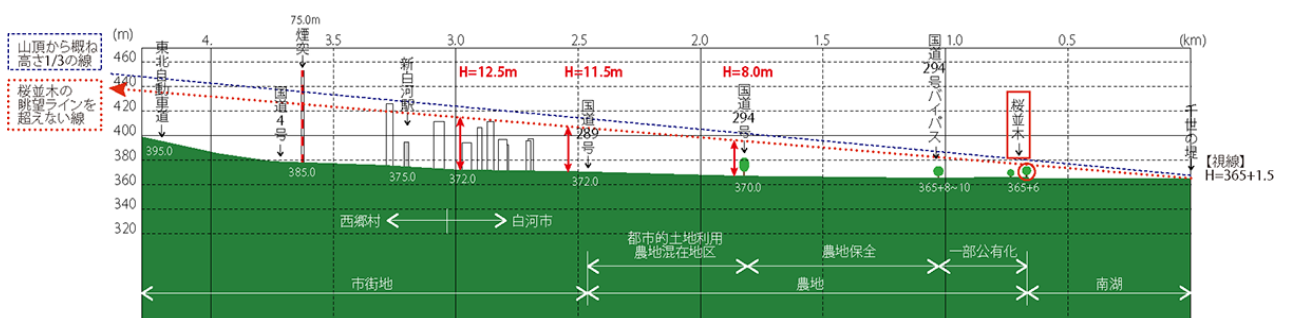 山頂から概ね
高さ1/3の線
桜並木の
眺望ラインを
超えない線
(m)
460
440
420
400
380
360
340
320
4.
3.5
3.0
2.5
2.0
1.5
1.0
0.5
(km)
東北自動車道
395.0
国道4号
75.0m
煙突
385.0
新白河駅
375.0
H=12.5m
372.0
H=11.5m
国道289号
372.0
H=8.0m
国道294号
370.0
国道294号バイパス
365+8~10
桜並木
365+6
千世の堤
【視線】
H=365+1.5
西郷村
白河市
都市的土地利用
農地混在地区
農地保全
一部公有化
市街地
農地
南湖